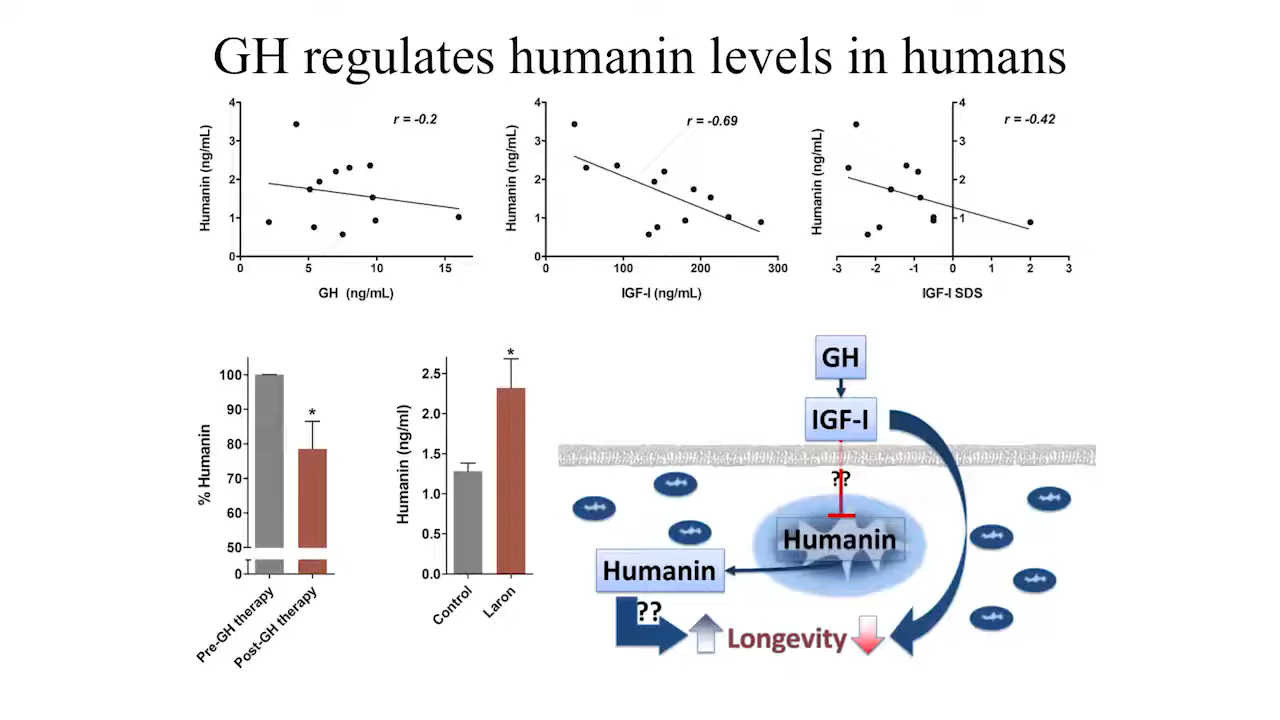 GH regulates humanin levels in humans
Humanin (ng/mL)
4
3
2
1
0
r = -0.2
0
5
10
15
GH (ng/mL)
Humanin (ng/mL)
4
3
2
1
0
r = -0.69
0
100
200
300
IGF-I (ng/mL)
Humanin (ng/mL)
4
3
2
1
r = -0.42
-3
-2
-1
0
1
2
3
IGF-I SDS
% Humanin
100
90
80
70
60
50
0
*
Pre-GH therapy
Post-GH therapy
Humanin (ng/ml)
2.5
2.0
1.5
1.0
0.5
0.0
*
Control
Laron
GH
IGF-I
??
Humanin
Humanin
??
Longevity